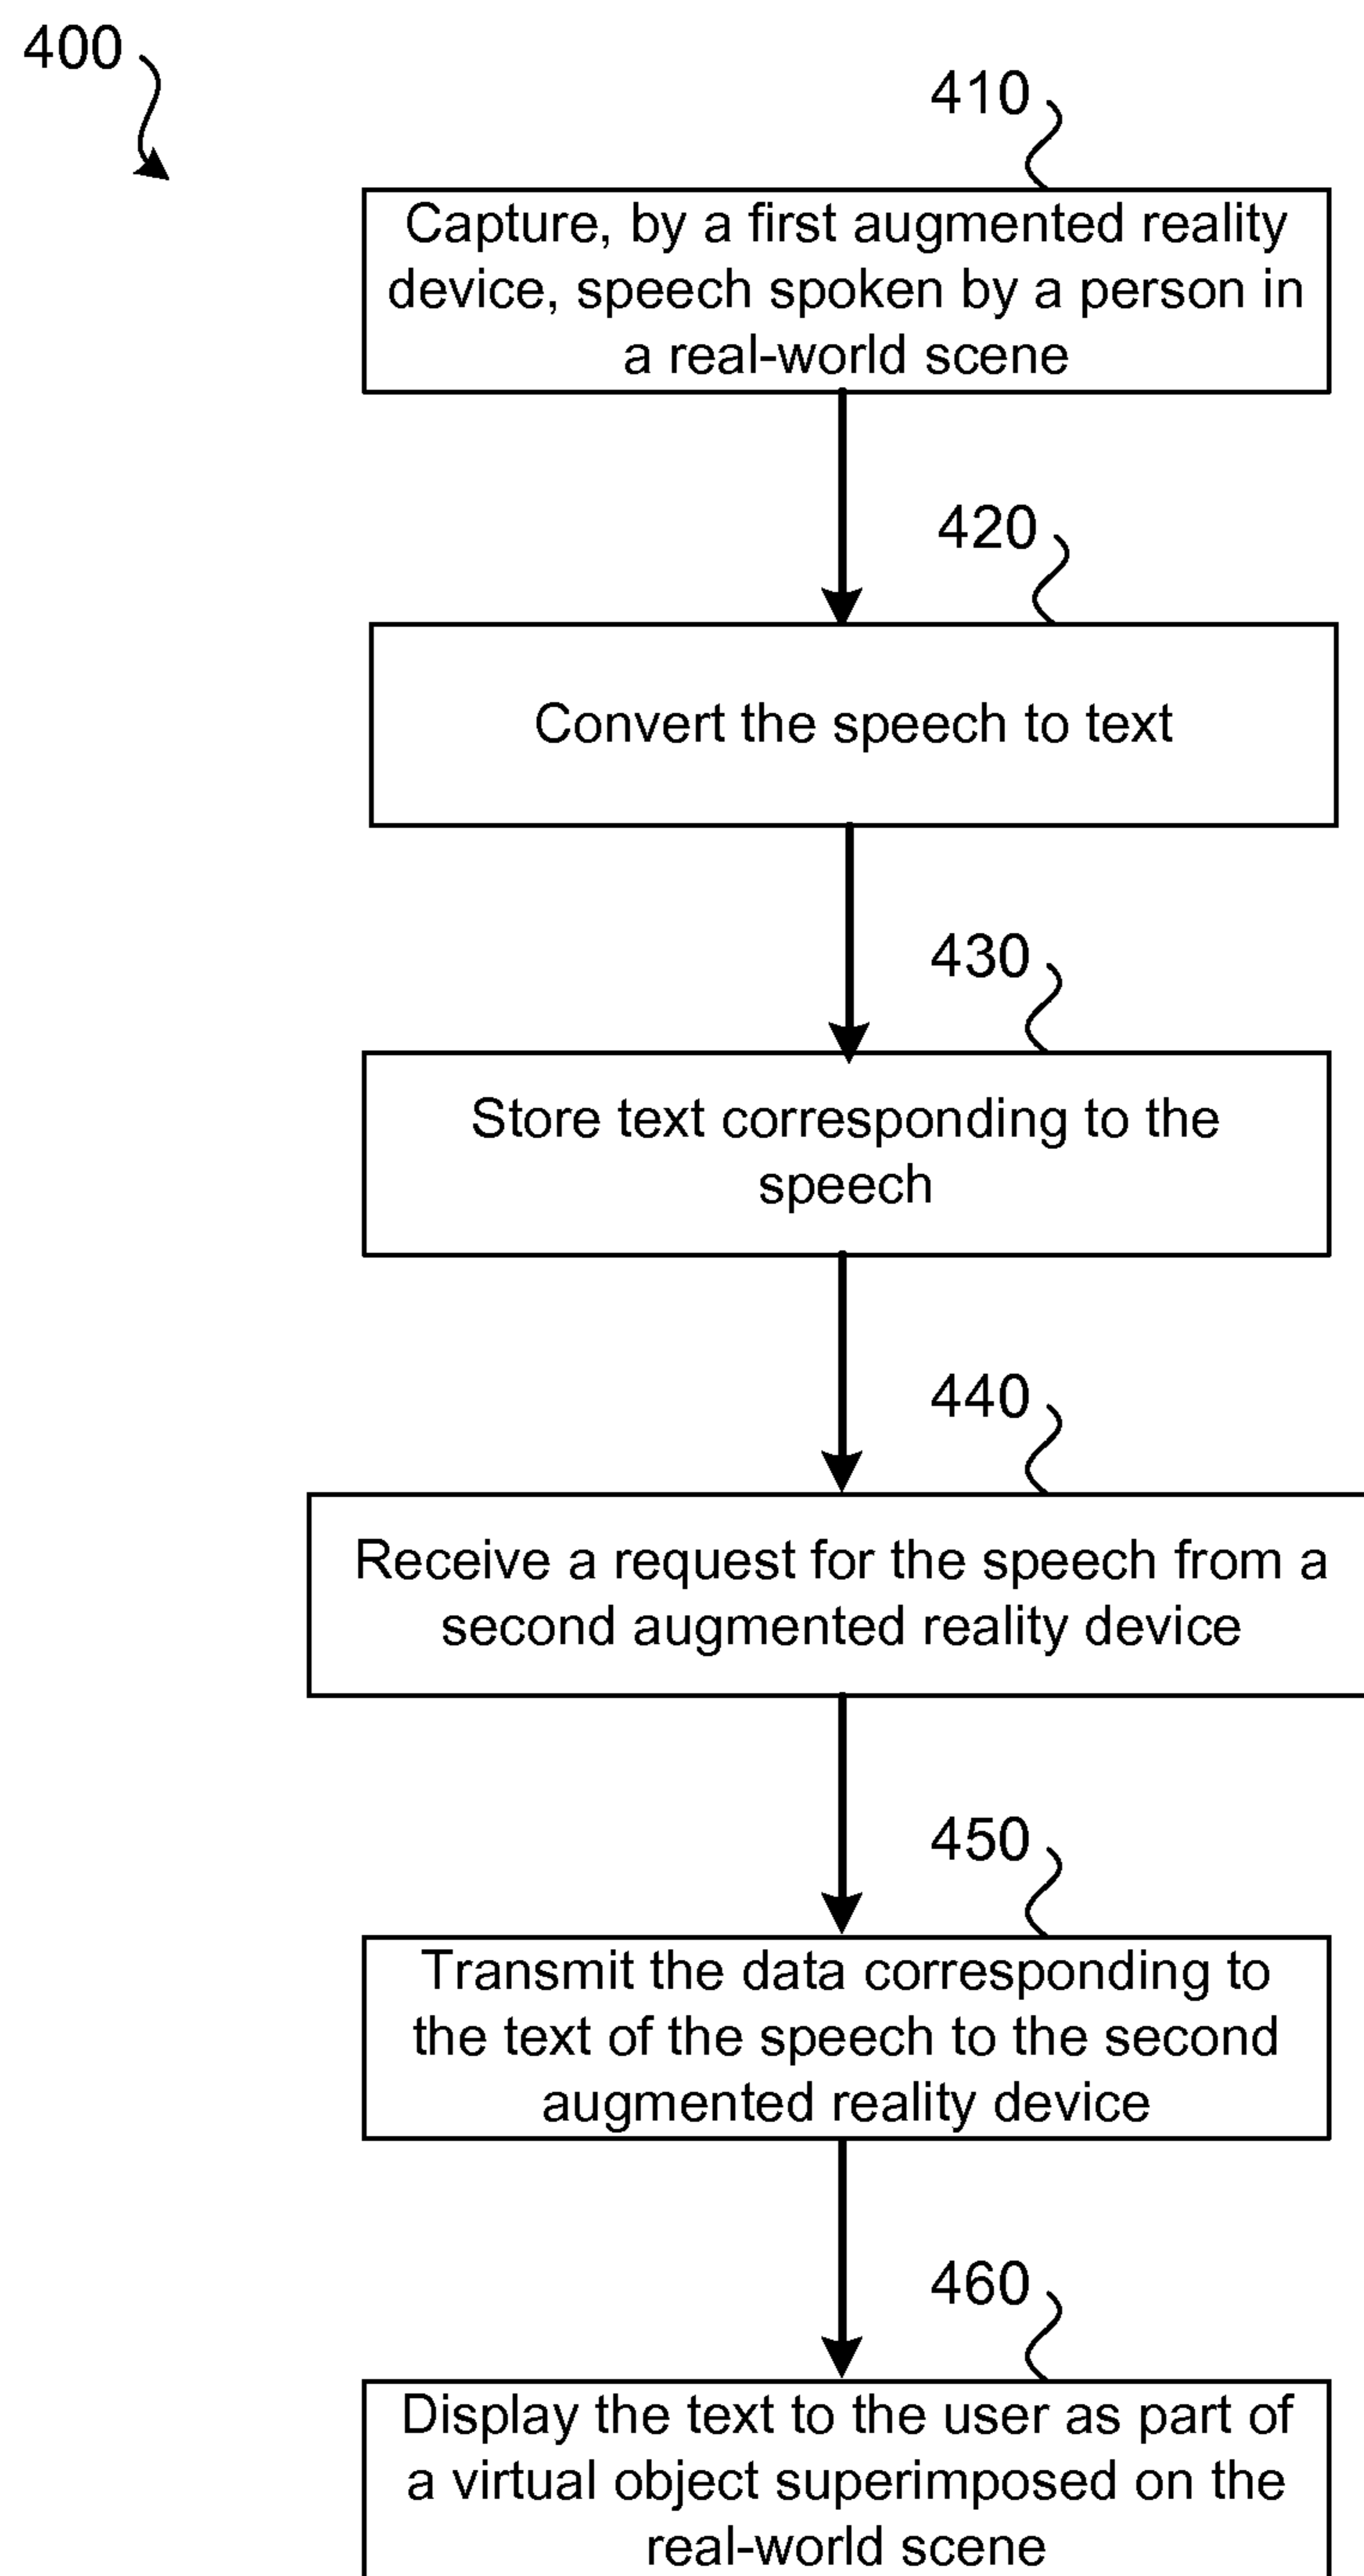 400
410
Capture, by a first augmented reality
device, speech spoken by a person in
a real-world scene
420
Convert the speech to text
430
Store text corresponding to the
speech
440
Receive a request for the speech from a
second augmented reality device
450
Transmit the data corresponding to
the text of the speech to the second
augmented reality device
460
Display the text to the user as part of
a virtual object superimposed on the
real-world scene